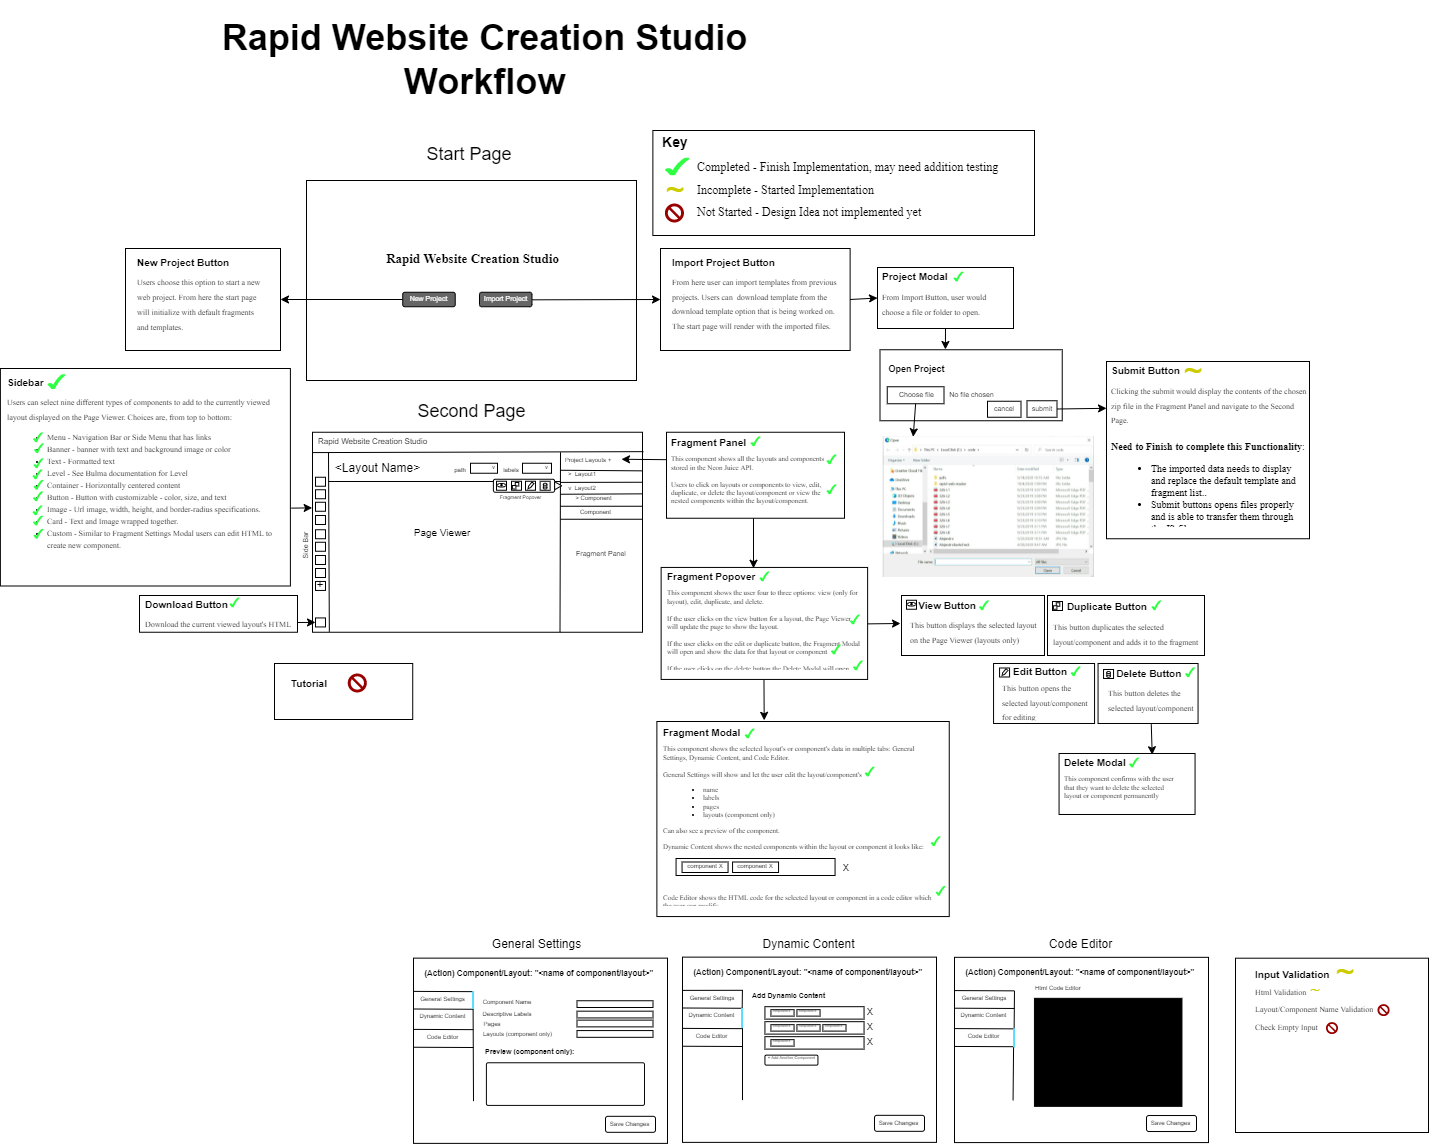 Rapid Website Creation Studio
Workflow
Start Page
Key
Completed - Finish Implementation, may need addition testing
Incomplete - Started Implementation
Not Started - Design Idea not implemented yet
Rapid Website Creation Studio
New Project
Import Project
New Project Button
Users choose this option to start a new
web project. From here the start page
will initialize with default fragments
and templates.
Import Project Button
From here user can import templates from previous
projects. Users can download template from the
download template option that is being worked on.
The start page will render with the imported files.
Project Modal
From Import Button, user would
choose a file or folder to open.
Open Project
Choose file
No file chosen
cancel
submit
Submit Button
Clicking the submit would display the contents of the chosen
zip file in the Fragment Panel and navigate to the Second
Page.
Need to Finish to complete this Functionality:
• The imported data needs to display
and replace the default template and
fragment list..
• Submit buttons opens files properly
and is able to transfer them through
Sidebar
Users can select nine different types of components to add to the currently viewed
layout displayed on the Page Viewer. Choices are, from top to bottom:
Menu - Navigation Bar or Side Menu that has links
Banner - banner with text and background image or color
Text - Formatted text
Level - See Bulma documentation for Level
Container - Horizontally centered content
Button - Button with customizable - color, size, and text
Image - Url image, width, height, and border-radius specifications.
Card - Text and Image wrapped together.
Custom - Similar to Fragment Settings Modal users can edit HTML to
create new component.
Download Button
Download the current viewed layout's HTML
Tutorial
Second Page
Rapid Website Creation Studio
<Layout Name>
path
v
labels
v
Project Layouts +
> Layout1
v Layout2
> Component
Component
Fragment Popover
Page Viewer
Fragment Panel
Side Bar
+
Fragment Panel
This component shows all the layouts and components
stored in the Neon Juice API.
Users to click on layouts or components to view, edit,
duplicate, or delete the layout/component or view the
nested components within the layout/component.
Open
Organize
New folder
File name:
Open
Cancel
Fragment Popover
This component shows the user four to three options: view (only for
layout), edit, duplicate, and delete.
If the user clicks on the view button for a layout, the Page Viewer
will update the page to show the layout.
If the user clicks on the edit or duplicate button, the Fragment Modal
will open and show the data for that layout or component
If the user clicks on the delete button the Delete Modal will open
View Button
This button displays the selected layout
on the Page Viewer (layouts only)
Duplicate Button
This button duplicates the selected
layout/component and adds it to the fragment
Edit Button
This button opens the
selected layout/component
for editing
Delete Button
This button deletes the
selected layout/component
Delete Modal
This component confirms with the user
that they want to delete the selected
layout or component permanently
Fragment Modal
This component shows the selected layout's or component's data in multiple tabs: General
Settings, Dynamic Content, and Code Editor.
General Settings will show and let the user edit the layout/component's
• name
• labels
• pages
• layouts (component only)
Can also see a preview of the component.
Dynamic Content shows the nested components within the layout or component it looks like:
component X
component X
X
Code Editor shows the HTML code for the selected layout or component in a code editor which
General Settings
(Action) Component/Layout: "<name of component/layout>"
General Settings
Dynamic Content
Code Editor
Component Name
Descriptive Labels
Pages
Layouts (component only)
Preview (component only):
Save Changes
Dynamic Content
(Action) Component/Layout: "<name of component/layout>"
General Settings
Dynamic Content
Code Editor
Add Dynamic Content
X
X
X
+ Add Another Component
Save Changes
Code Editor
(Action) Component/Layout: "<name of component/layout>"
General Settings
Dynamic Content
Code Editor
Html Code Editor
Save Changes
Input Validation
Html Validation
Layout/Component Name Validation
Check Empty Input